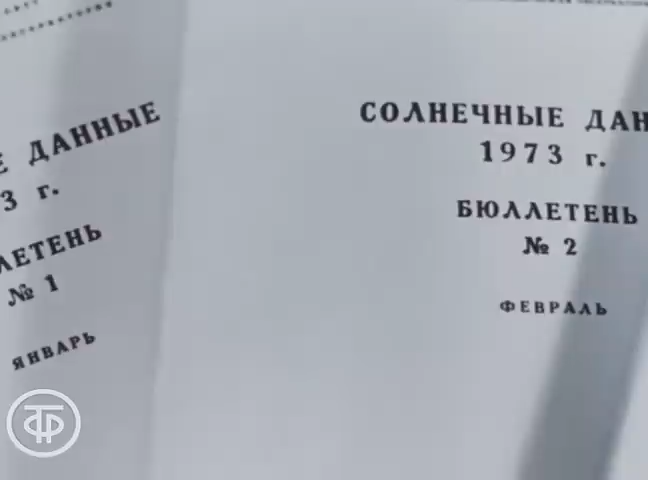 Е ДАННЫЕ
3 г.
ЛЕТЕНЬ
№ 1
ЯНВАРЬ
СОЛНЕЧНЫЕ ДАН
1973 г.
БЮЛЛЕТЕНЬ
№ 2
ФЕВРАЛЬ